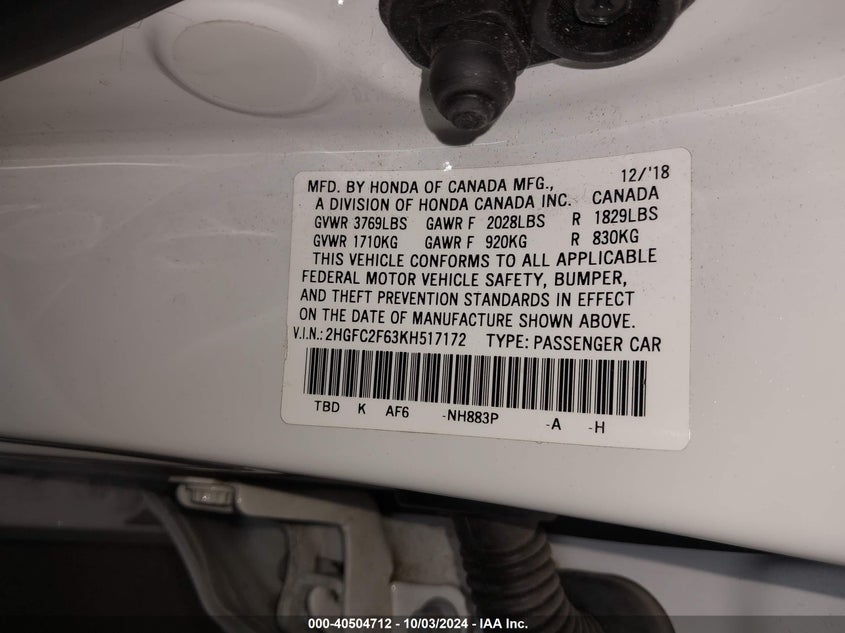 12/'18
MFD. BY HONDA OF CANADA MFG.,
A DIVISION OF HONDA CANADA INC. CANADA
GVWR 3769LBS GAWR F 2028LBS R 1829LBS
GVWR 1710KG GAWR F 920KG R 830KG
THIS VEHICLE CONFORMS TO ALL APPLICABLE
FEDERAL MOTOR VEHICLE SAFETY, BUMPER,
AND THEFT PREVENTION STANDARDS IN EFFECT
ON THE DATE OF MANUFACTURE SHOWN ABOVE.
V.I.N.: 2HGFC2F63KH517172 TYPE: PASSENGER CAR
TBD K AF6 -NH883P -A -H
000-40504712 - 10/03/2024 - IAA Inc.